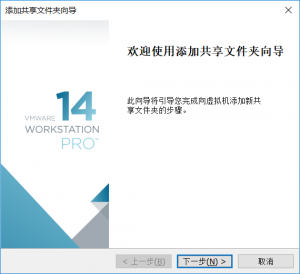 添加共享文件夹向导
VMWARE 14
WORKSTATION
PRO™
欢迎使用添加共享文件夹向导
此向导将引导您完成向虚拟机添加新共
享文件夹的步骤。
< 上一步(B)
下一步(N) >
取消